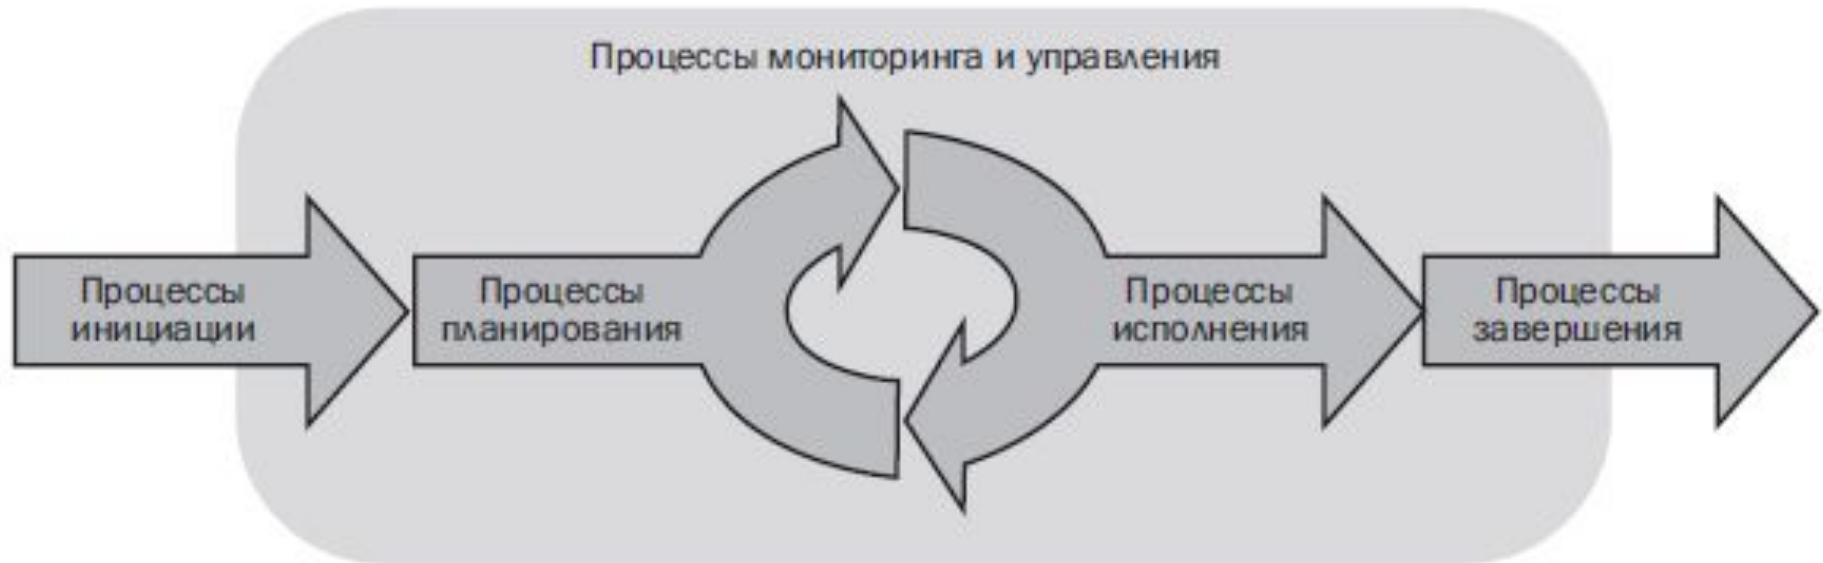 Процессы мониторинга и управления
Процессы
инициации
Процессы
планирования
Процессы
исполнения
Процессы
завершения